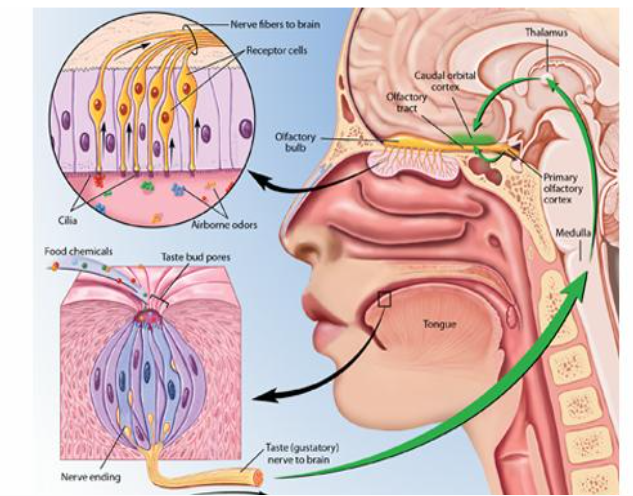 Nerve fibers to brain
Receptor cells
Thalamus
Caudal orbital
cortex
Olfactory
tract
Olfactory
bulb
Primary
olfactory
cortex
Cilia
Airborne odors
Medulla
Food chemicals
Taste bud pores
Tongue
Taste (gustatory)
nerve to brain
Nerve ending